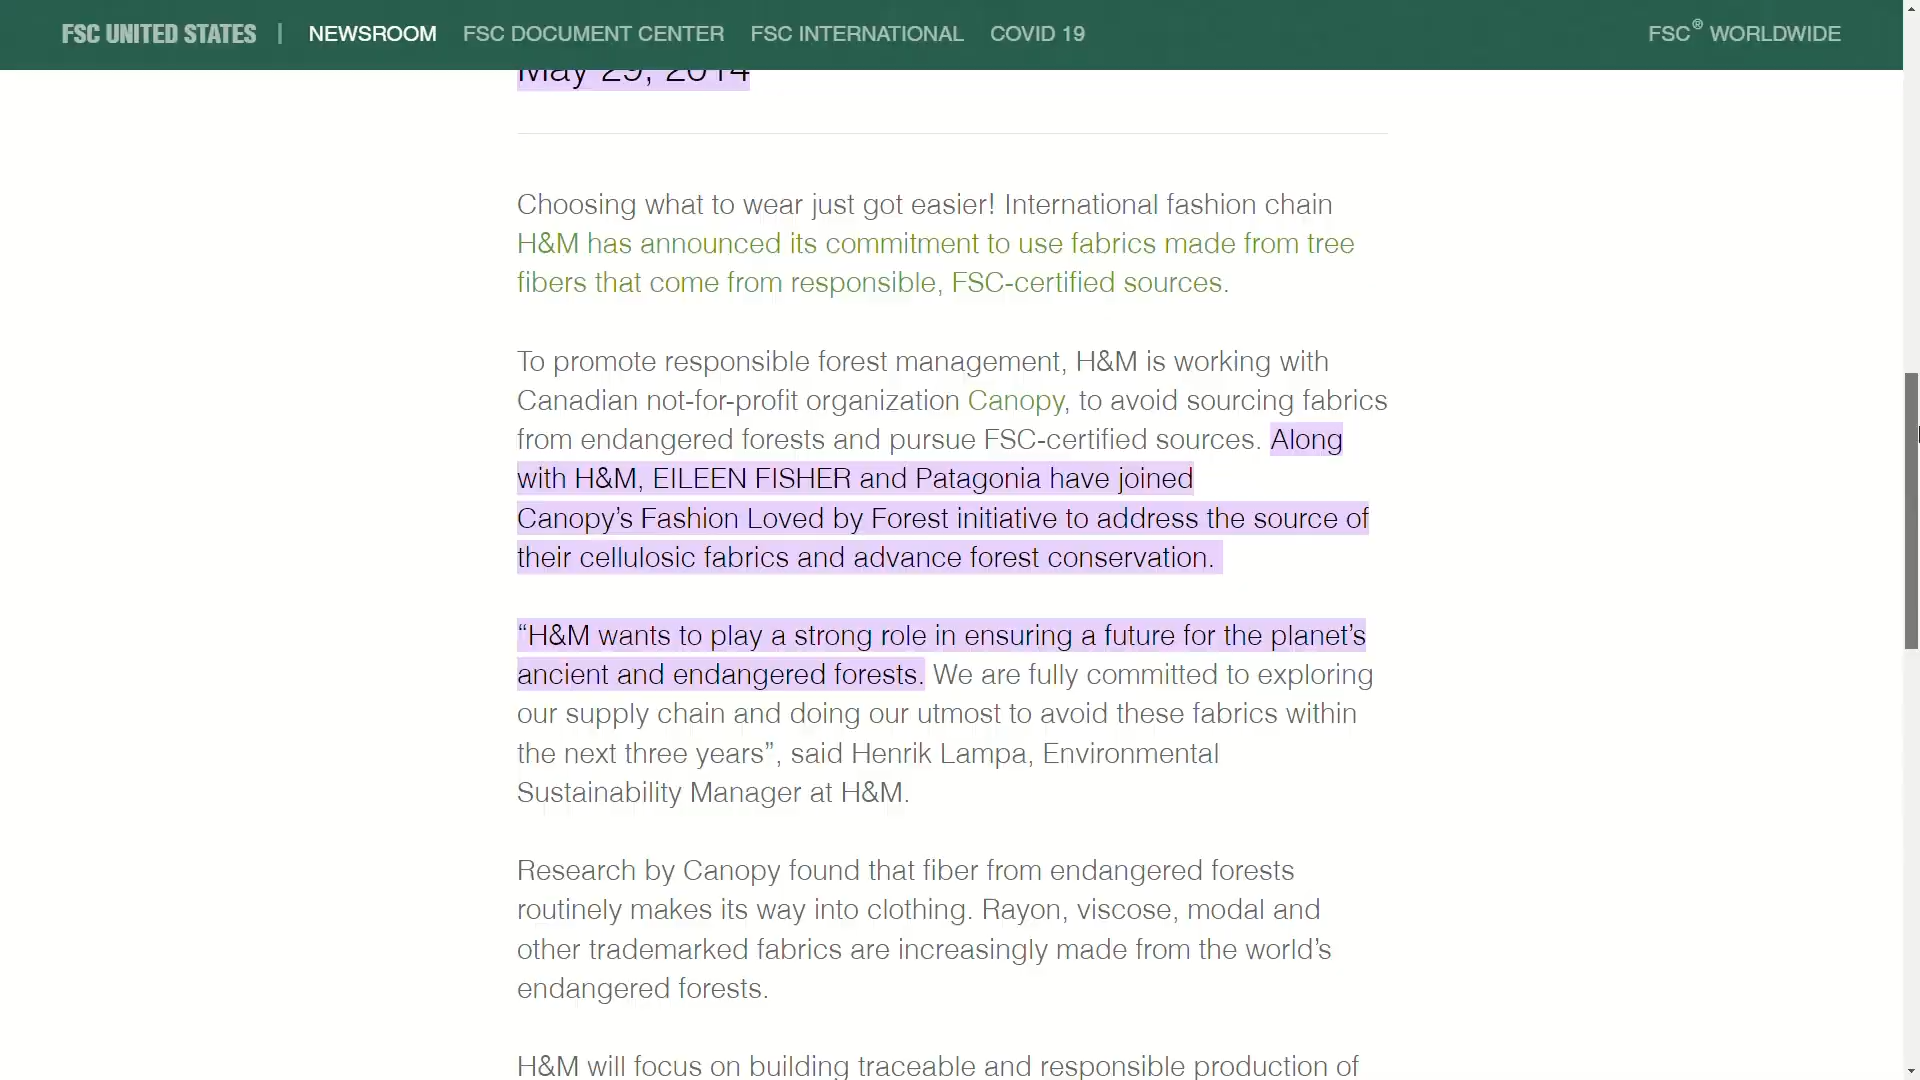 FSC UNITED STATES | NEWSROOM FSC DOCUMENT CENTER FSC INTERNATIONAL COVID 19 FSC® WORLDWIDE
May 29, 2014
Choosing what to wear just got easier! International fashion chain
H&M has announced its commitment to use fabrics made from tree
fibers that come from responsible, FSC-certified sources.
To promote responsible forest management, H&M is working with
Canadian not-for-profit organization Canopy, to avoid sourcing fabrics
from endangered forests and pursue FSC-certified sources. Along
with H&M, EILEEN FISHER and Patagonia have joined
Canopy’s Fashion Loved by Forest initiative to address the source of
their cellulosic fabrics and advance forest conservation.
“H&M wants to play a strong role in ensuring a future for the planet’s
ancient and endangered forests. We are fully committed to exploring
our supply chain and doing our utmost to avoid these fabrics within
the next three years”, said Henrik Lampa, Environmental
Sustainability Manager at H&M.
Research by Canopy found that fiber from endangered forests
routinely makes its way into clothing. Rayon, viscose, modal and
other trademarked fabrics are increasingly made from the world’s
endangered forests.
H&M will focus on building traceable and responsible production of